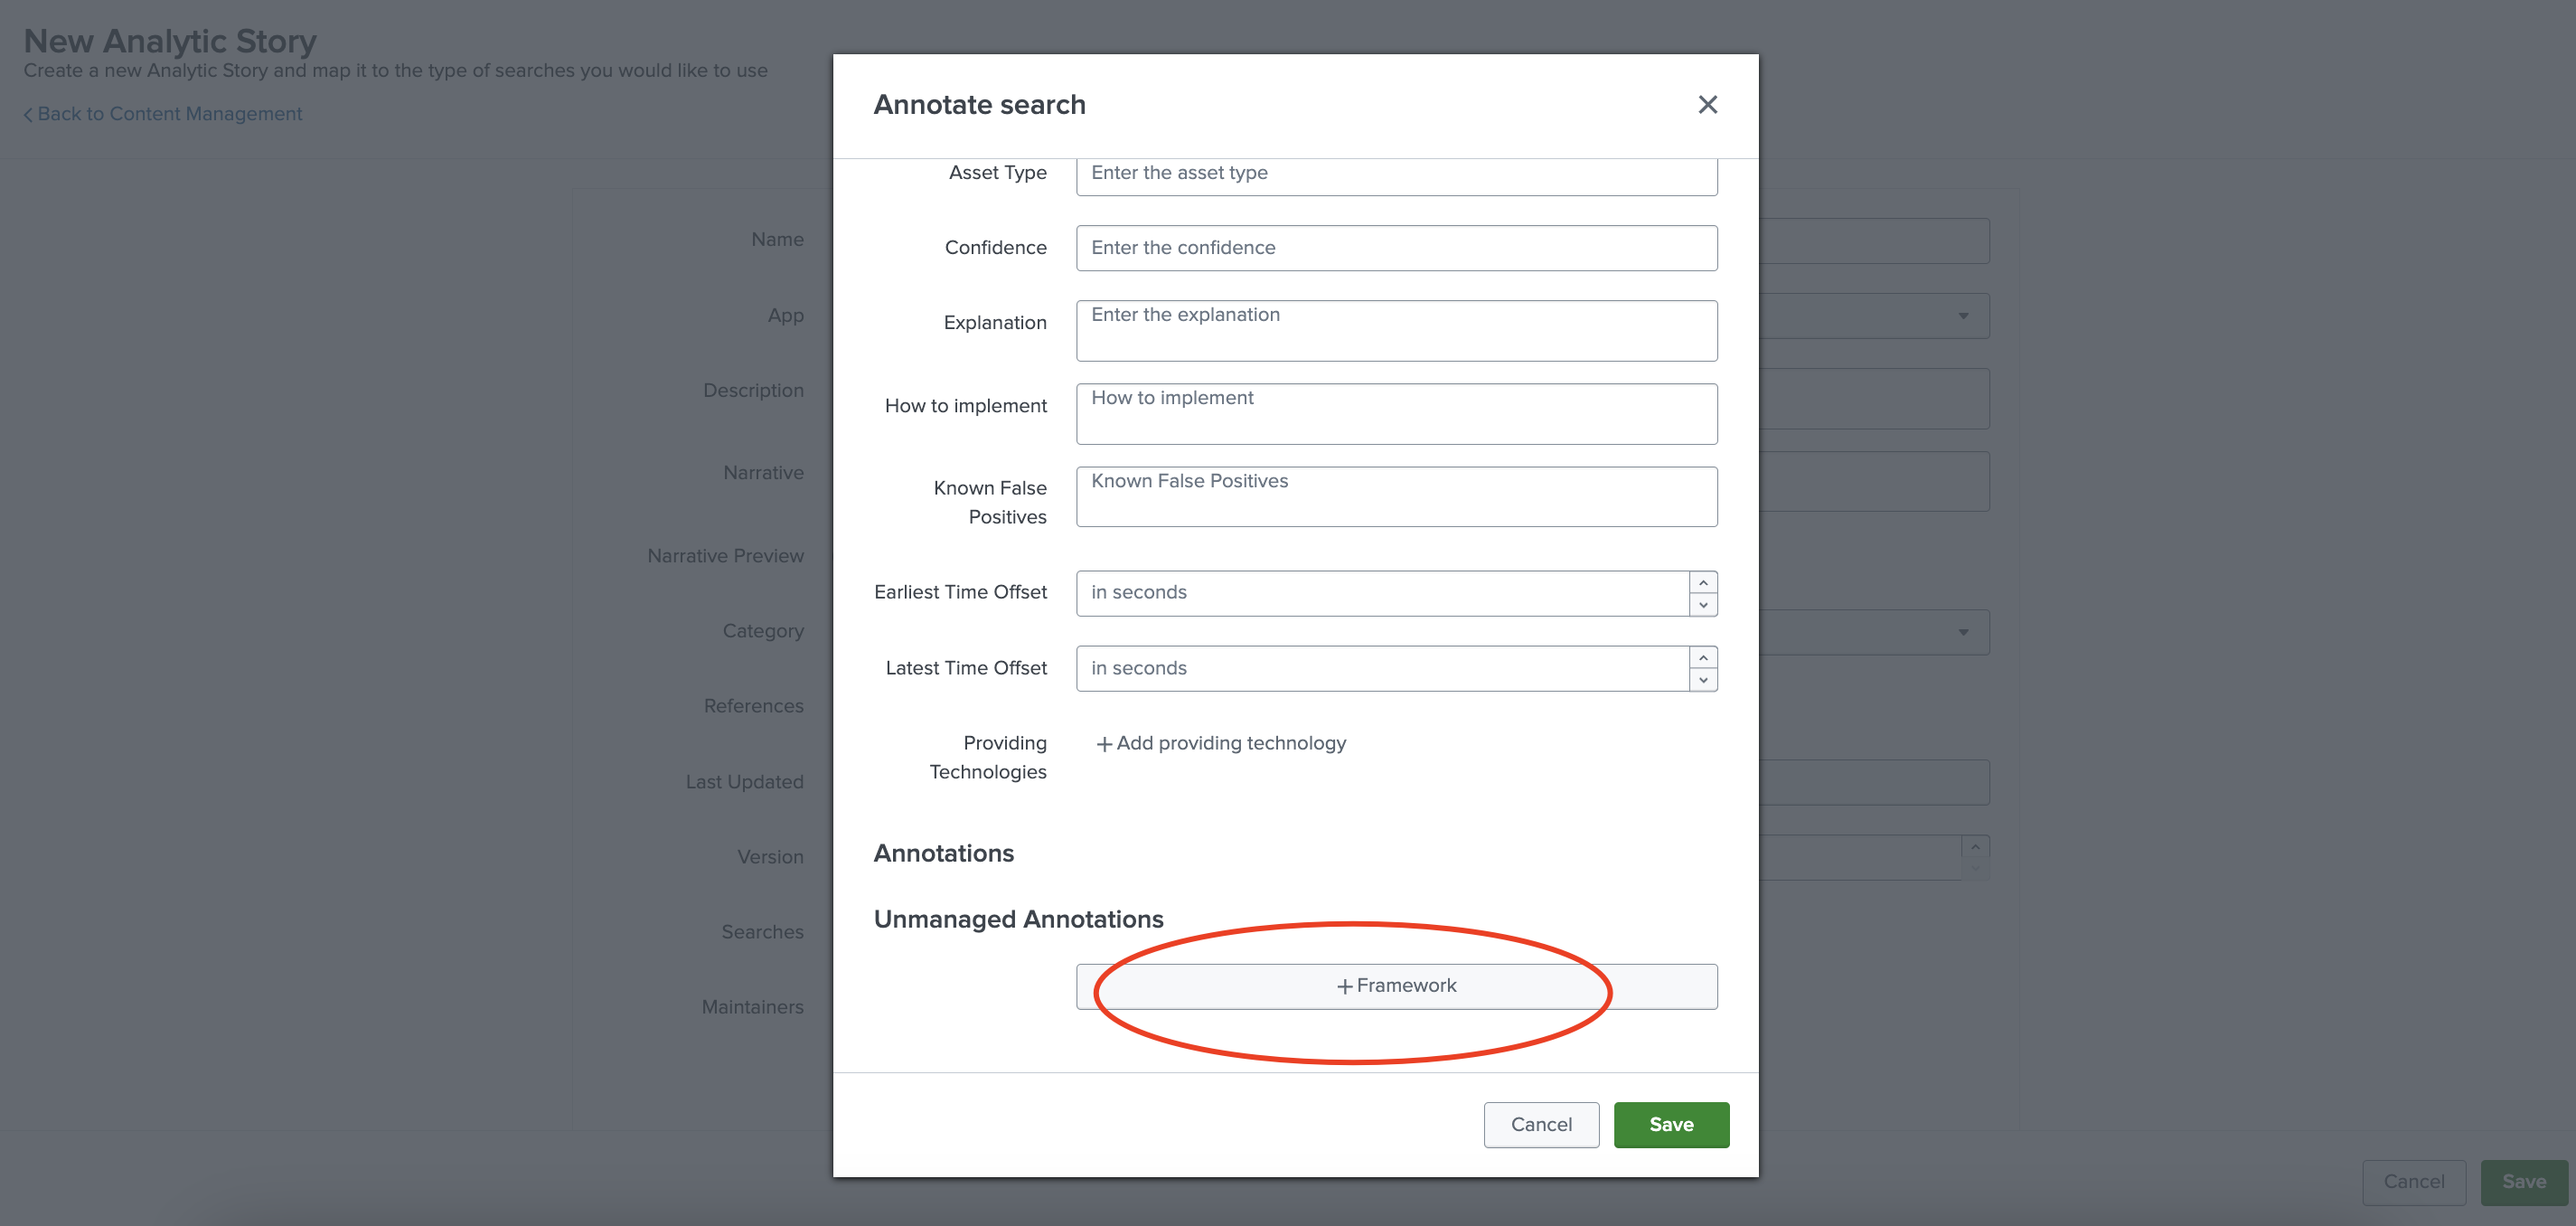 New Analytic Story
Create a new Analytic Story and map it to the type of searches you would like to use
Back to Content Management
Name
App
Description
Narrative
Narrative Preview
Category
References
Last Updated
Version
Searches
Maintainers
Annotate search
Asset Type
Enter the asset type
Confidence
Enter the confidence
Explanation
Enter the explanation
How to implement
How to implement
Known False
Positives
Known False Positives
Earliest Time Offset
in seconds
Latest Time Offset
in seconds
Providing
Technologies
+ Add providing technology
Annotations
Unmanaged Annotations
+ Framework
Cancel
Save
Cancel
Save